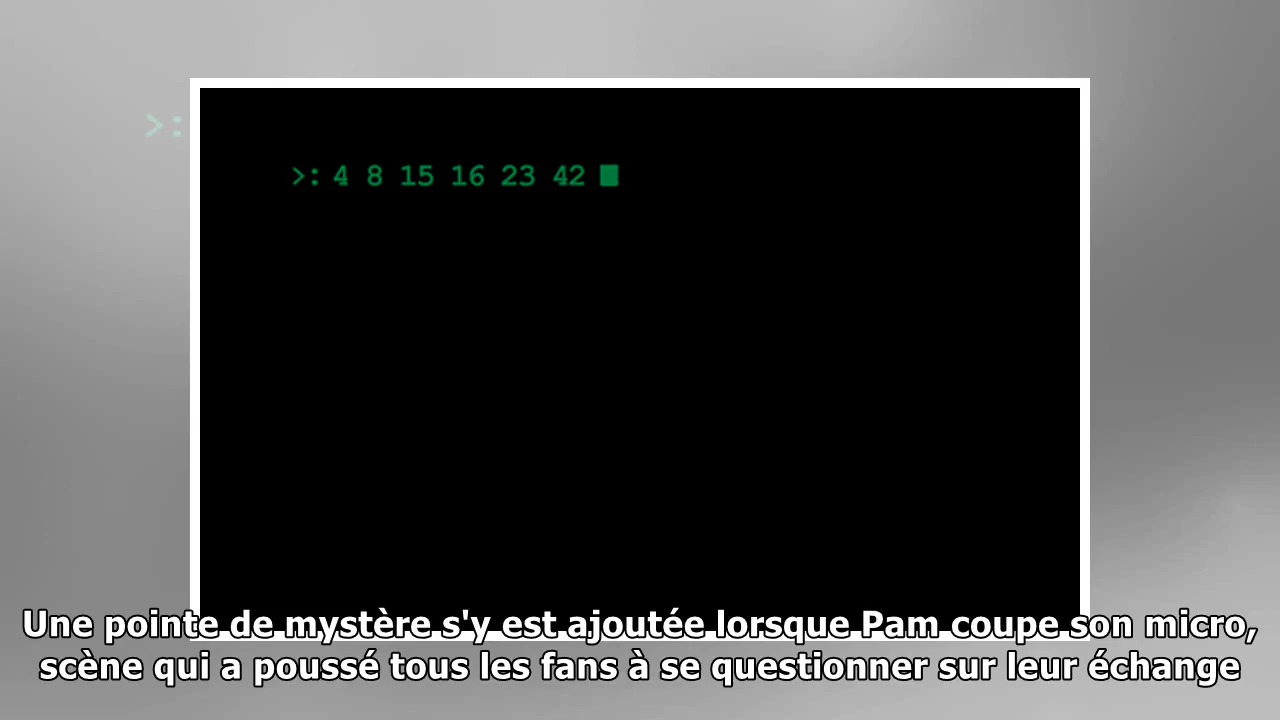 >:
>: 4 8 15 16 23 42
Une pointe de mystère s'y est ajoutée lorsque Pam coupe son micro,
scène qui a poussé tous les fans à se questionner sur leur échange